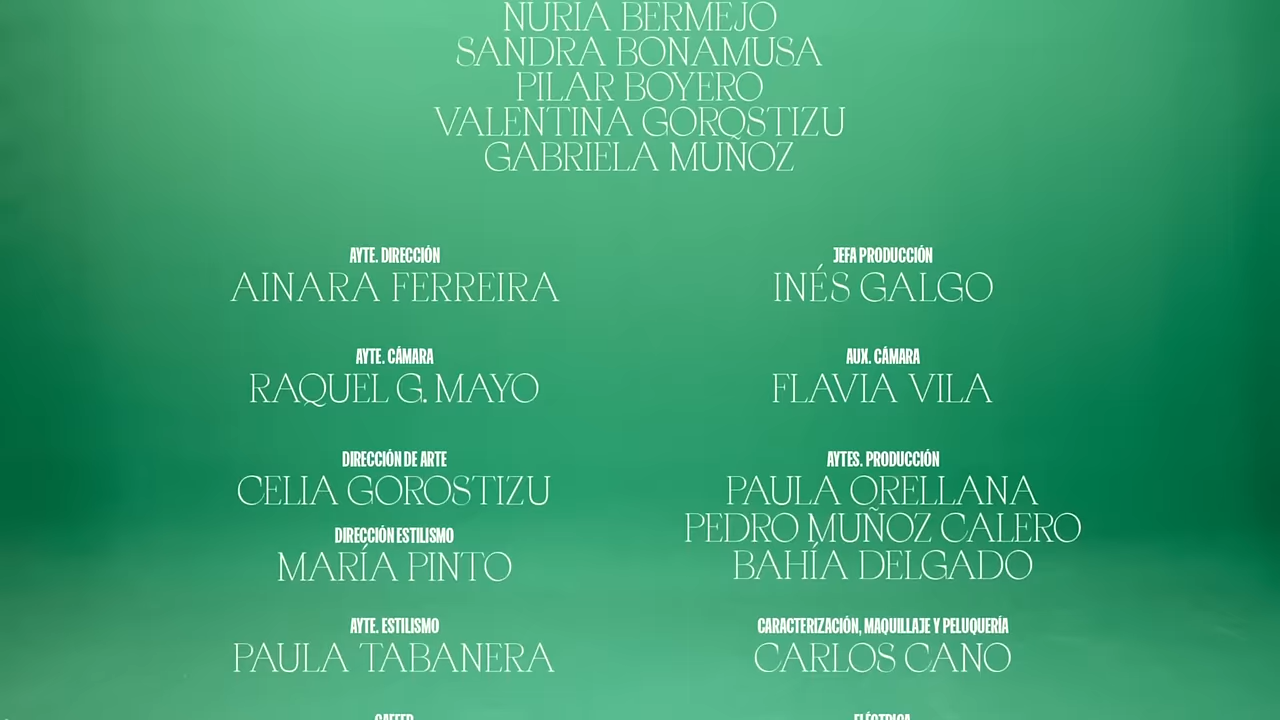 NURIA BERMEJO
SANDRA BONAMUSA
PILAR BOYERO
VALENTINA GOROSTIZU
GABRIELA MUÑOZ
AYTE. DIRECCIÓN
AINARA FERREIRA
JEFA PRODUCCIÓN
INÉS GALGO
AYTE. CÁMARA
RAQUEL G. MAYO
AUX. CÁMARA
FLAVIA VILA
DIRECCIÓN DE ARTE
CELIA GOROSTIZU
AYTES. PRODUCCIÓN
PAULA ORELLANA
PEDRO MUÑOZ CALERO
BAHÍA DELGADO
DIRECCIÓN ESTILISMO
MARÍA PINTO
AYTE. ESTILISMO
PAULA TABANERA
CARACTERIZACIÓN, MAQUILLAJE Y PELUQUERÍA
CARLOS CANO
GAFFER
ELÉCTRICA